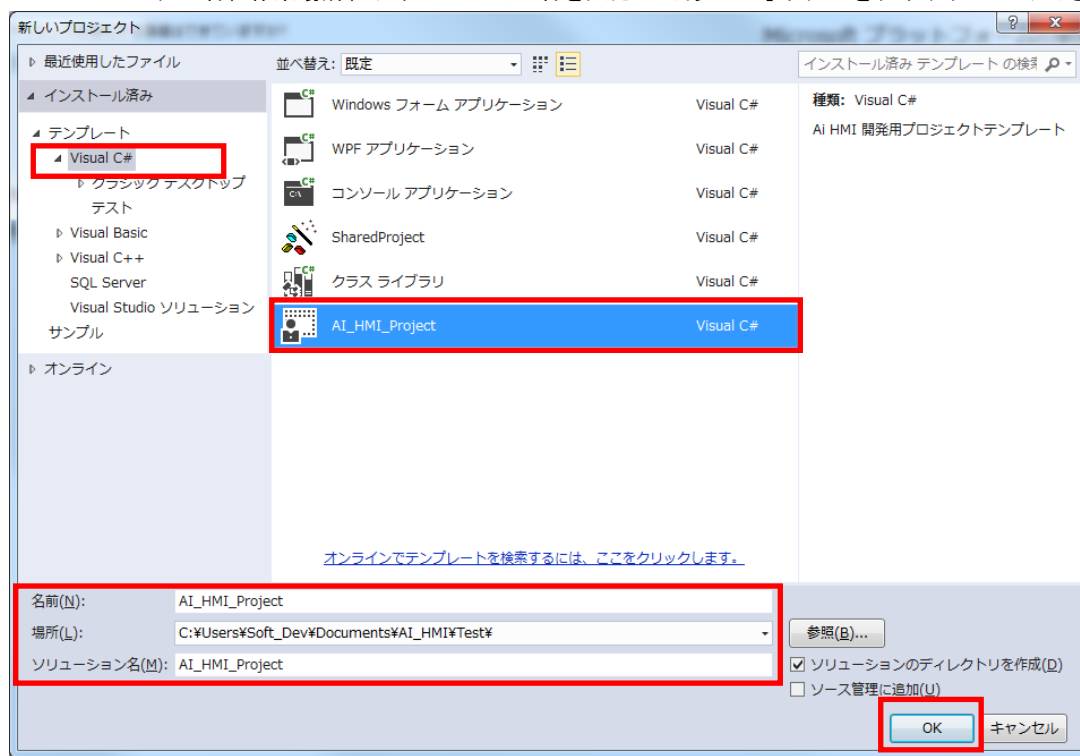 新しいプロジェクト
? X
最近使用したファイル
並べ替え: 既定
インストール済み テンプレート の検索
インストール済み
テンプレート
Visual C#
クラシック デスクトップ
テスト
Visual Basic
Visual C++
SQL Server
Visual Studio ソリューション
サンプル
オンライン
Windows フォーム アプリケーション Visual C#
WPF アプリケーション Visual C#
コンソール アプリケーション Visual C#
SharedProject Visual C#
クラス ライブラリ Visual C#
AI_HMI_Project Visual C#
種類: Visual C#
Ai HMI 開発用プロジェクトテンプレート
オンラインでテンプレートを検索するには、ここをクリックします。
名前(N): AI_HMI_Project
場所(L): C:¥Users¥Soft_Dev¥Documents¥AI_HMI¥Test¥
参照(B)...
ソリューション名(M): AI_HMI_Project
ソリューションのディレクトリを作成(D)
ソース管理に追加(U)
OK キャンセル